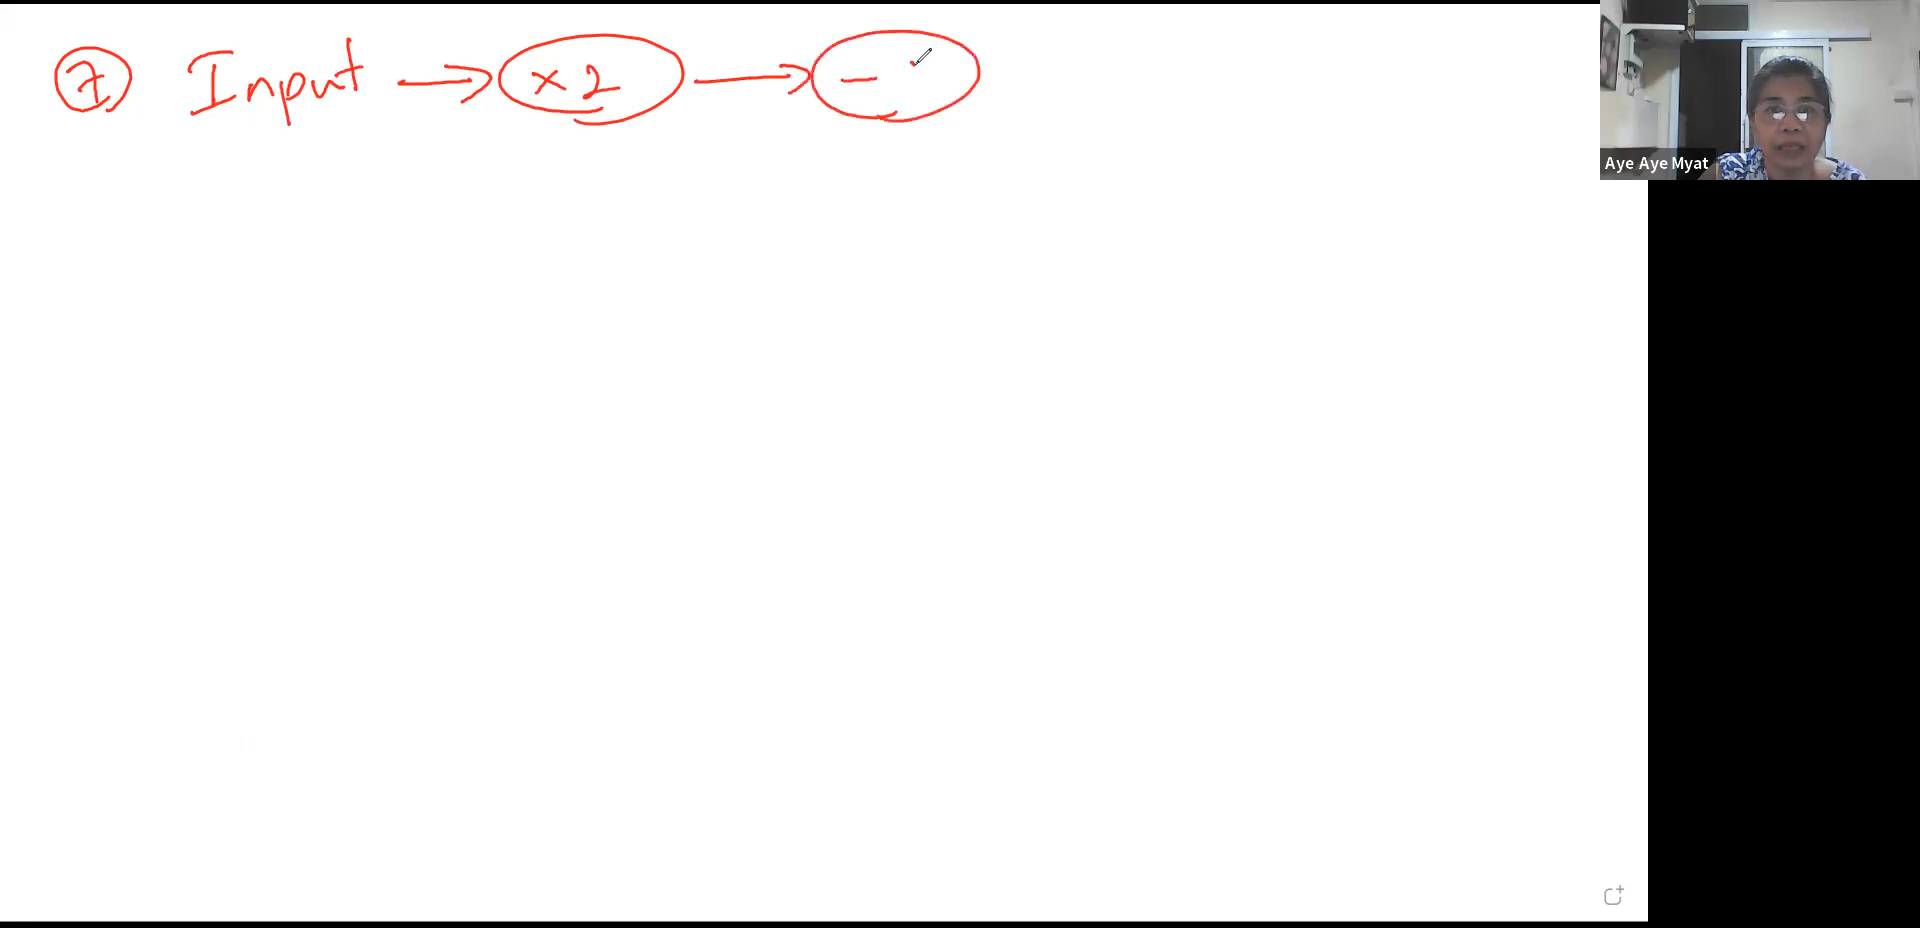 7 Input → ×2 → -
Aye Aye Myat